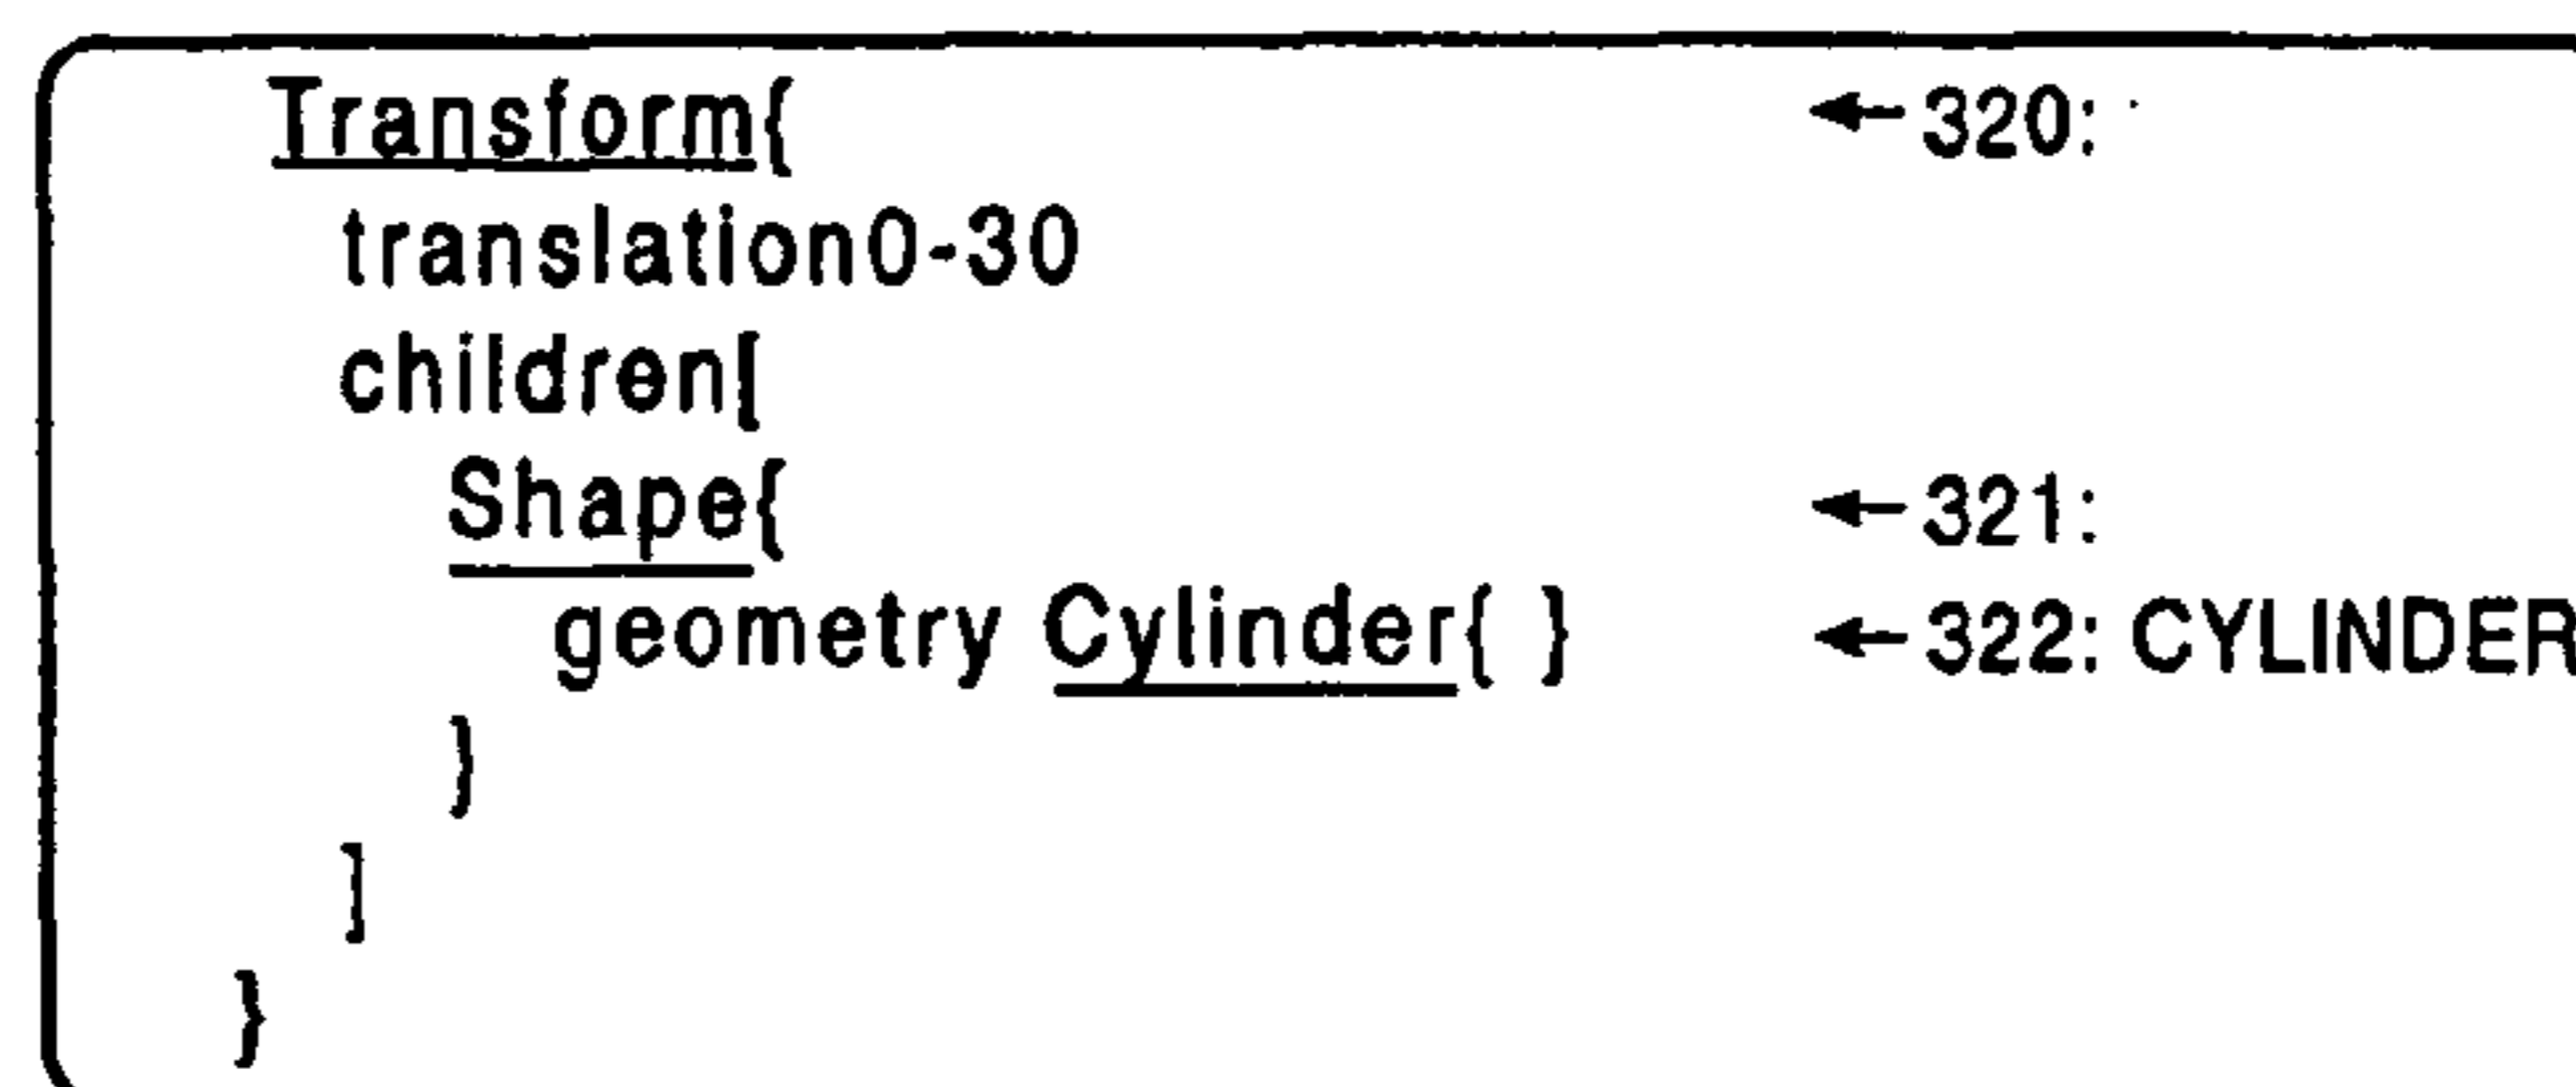 Transform{ ←320:
translation0-30
children[
Shape{ ←321:
geometry Cylinder{ } ←322: CYLINDER
}
]
}